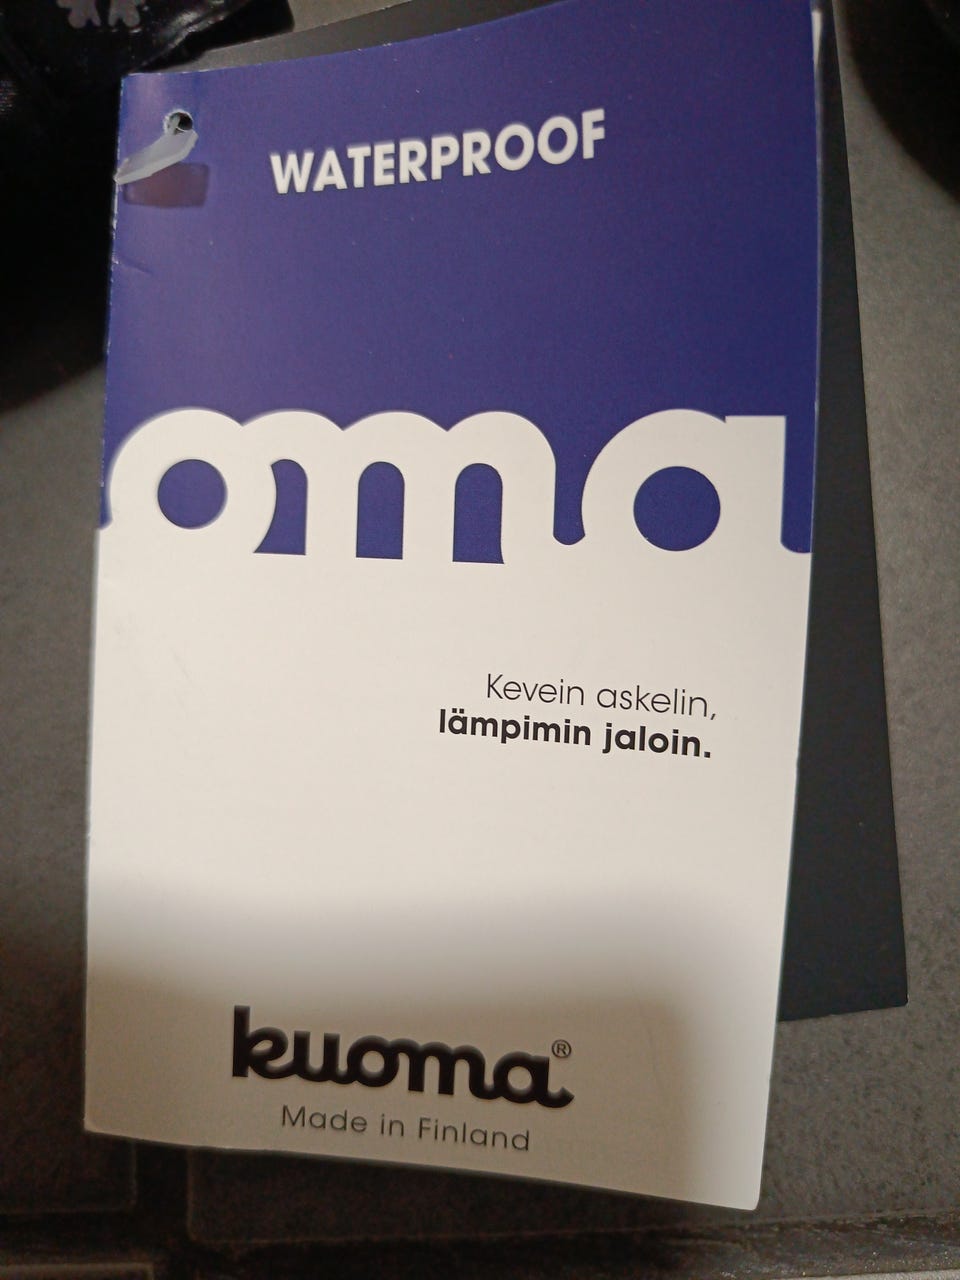 WATERPROOF
oma
Kevein askelin,
lämpimin jaloin.
kuoma®
Made in Finland